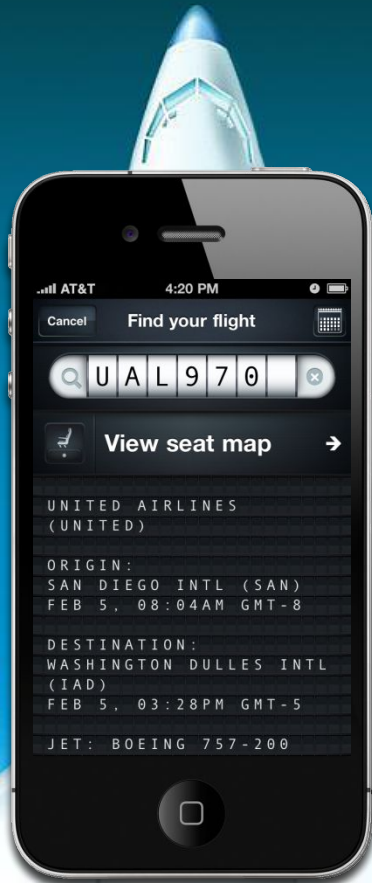 AT&T 4:20 PM
Cancel Find your flight
UAL970
View seat map
UNITED AIRLINES
(UNITED)
ORIGIN:
SAN DIEGO INTL (SAN)
FEB 5, 08:04AM GMT-8
DESTINATION:
WASHINGTON DULLES INTL
(IAD)
FEB 5, 03:28PM GMT-5
JET: BOEING 757-200